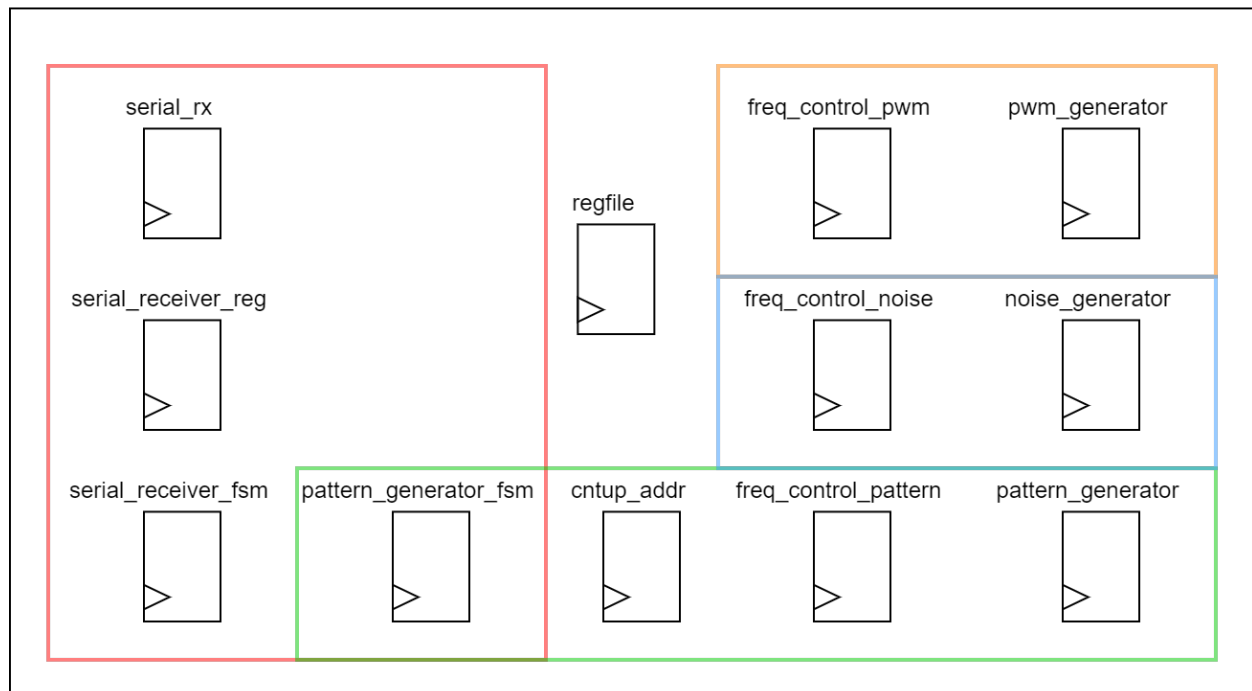 serial_rx
freq_control_pwm
pwm_generator
regfile
serial_receiver_reg
freq_control_noise
noise_generator
serial_receiver_fsm
pattern_generator_fsm
cntup_addr
freq_control_pattern
pattern_generator